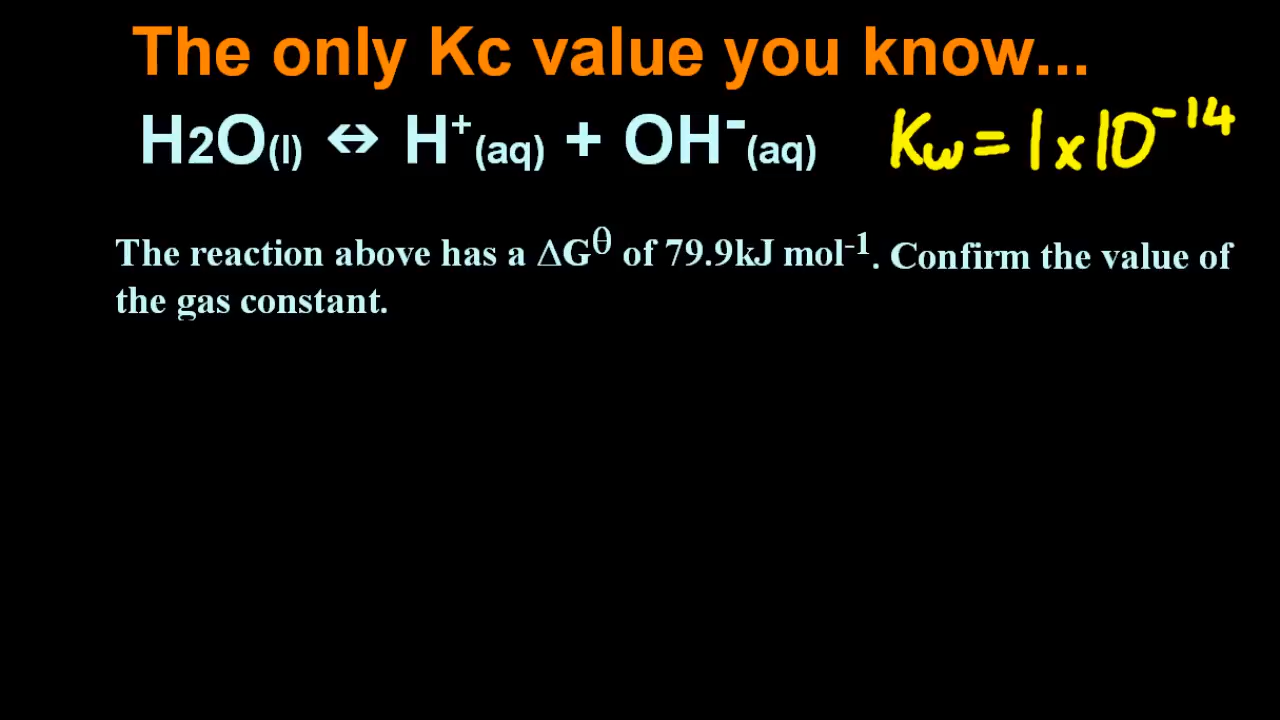 The only Kc value you know...
H2O(l) ↔ H⁺(aq) + OH⁻(aq) Kw = 1 x 10⁻¹⁴
The reaction above has a ΔG^θ of 79.9kJ mol⁻¹. Confirm the value of
the gas constant.